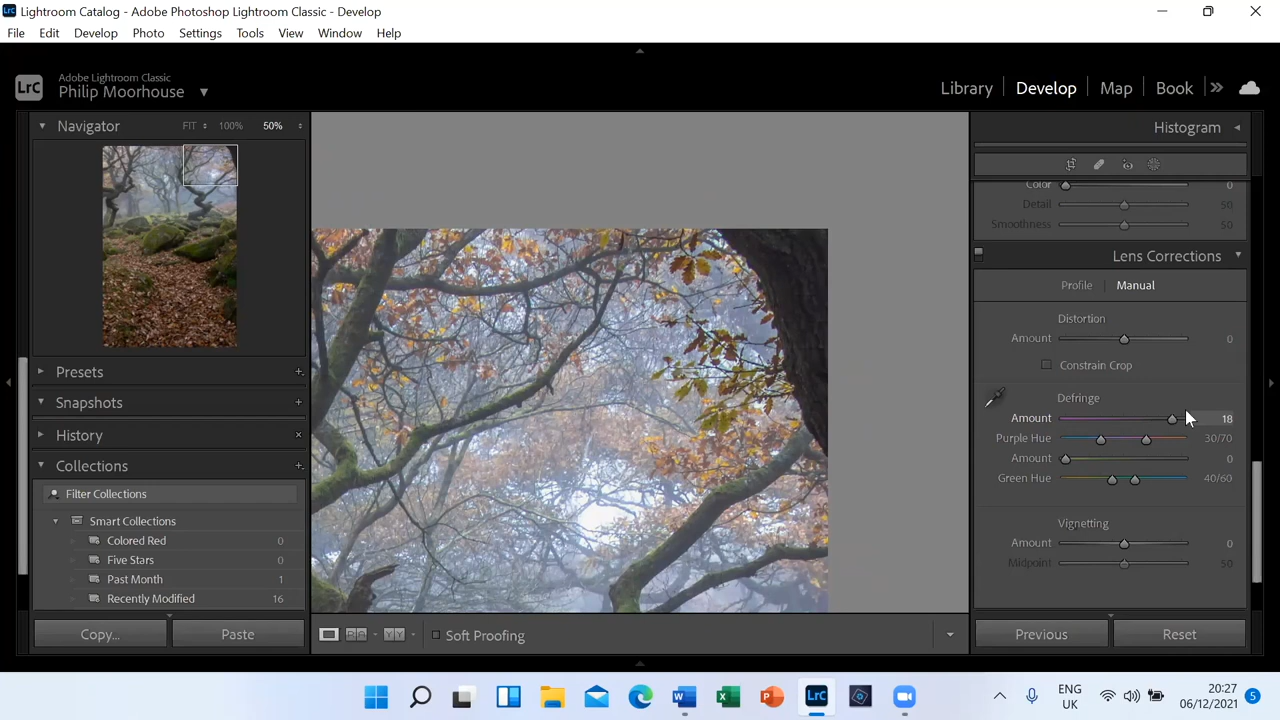 Lightroom Catalog - Adobe Photoshop Lightroom Classic - Develop
File Edit Develop Photo Settings Tools View Window Help
LrC
Adobe Lightroom Classic
Philip Moorhouse
Library Develop Map Book
Navigator FIT 100% 50%
Histogram
Color 0
Detail 50
Smoothness 50
Lens Corrections
Profile Manual
Distortion
Amount 0
Constrain Crop
Defringe
Amount 18
Purple Hue 30/70
Amount 0
Green Hue 40/60
Vignetting
Amount 0
Midpoint 50
Presets
Snapshots
History
Collections
Filter Collections
Smart Collections
Colored Red 0
Five Stars 0
Past Month 1
Recently Modified 16
Copy... Paste
Soft Proofing
Previous Reset
ENG
UK
20:27
06/12/2021
5